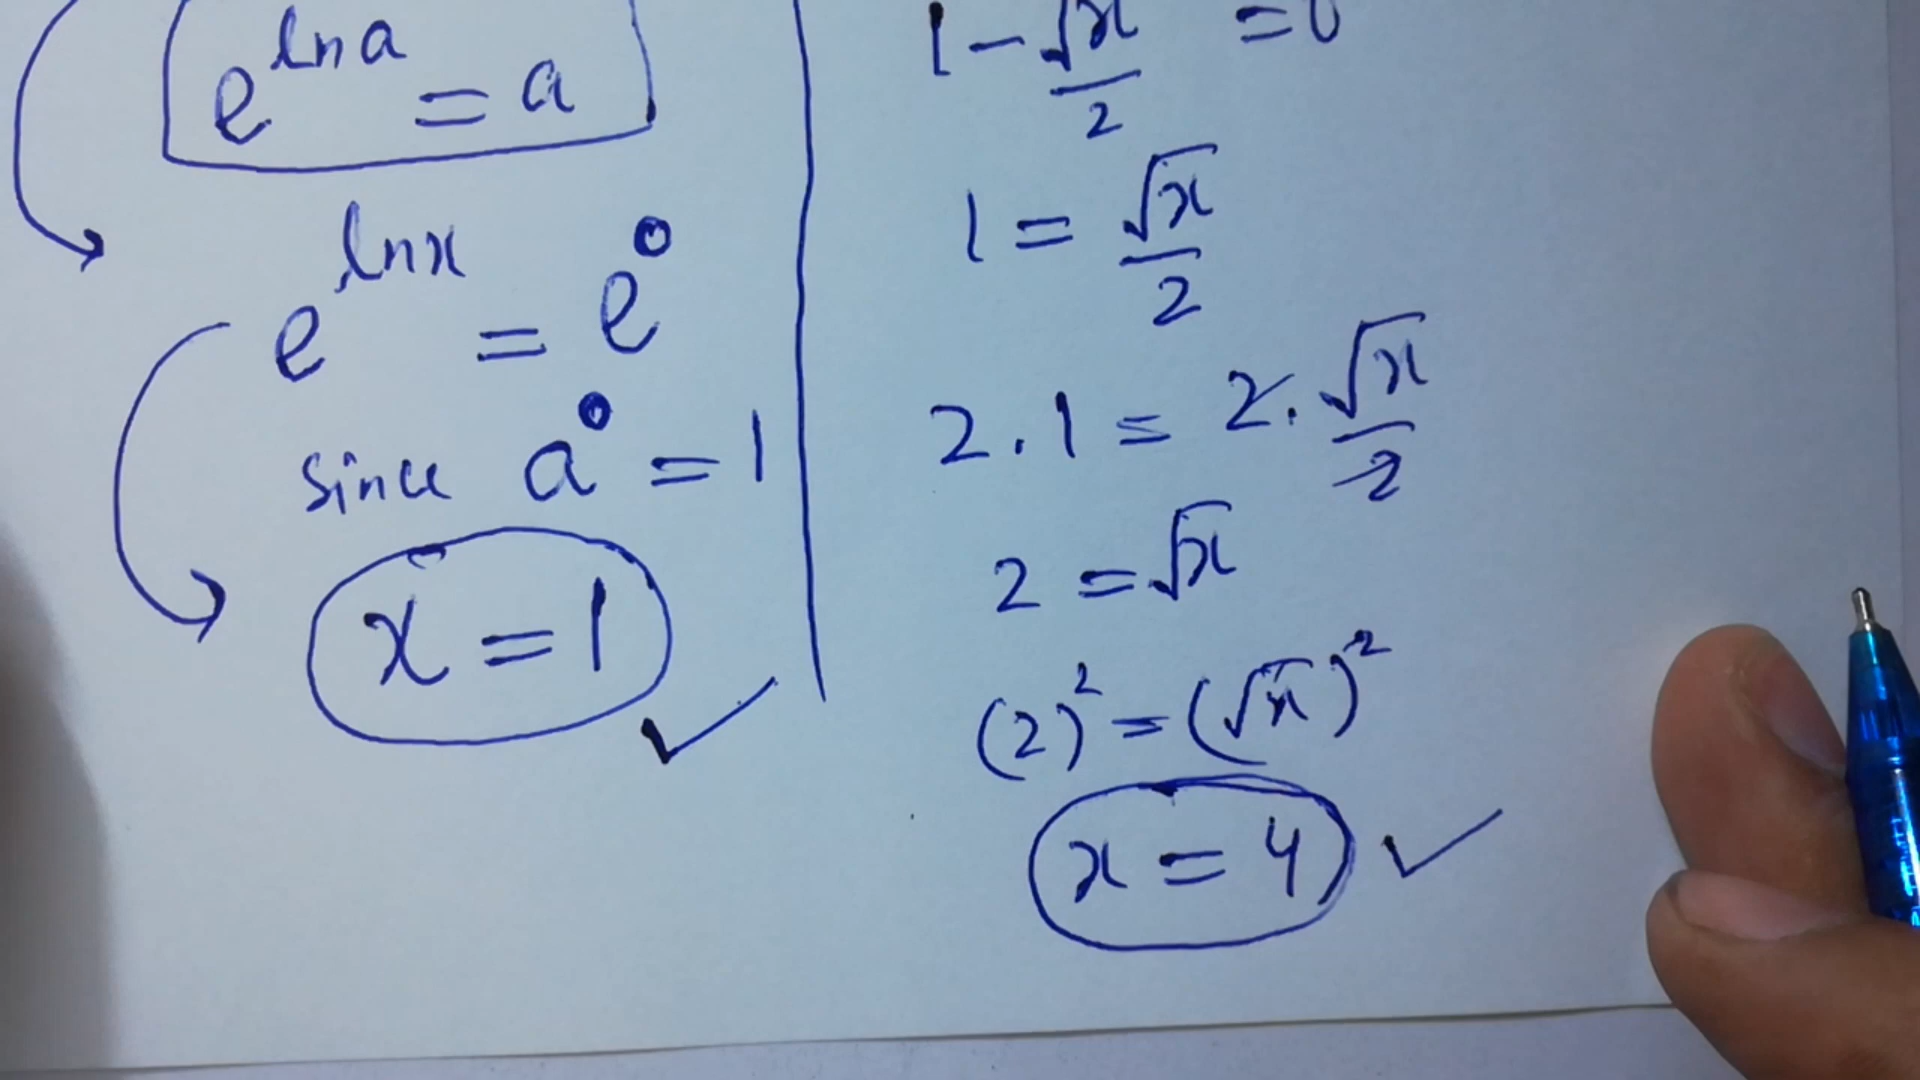 e^{ln a} = a
e^{ln x} = e^0
since a^0 = 1
x = 1 ✓
1 - √x/2 = 0
1 = √x/2
2 . 1 = 2 . √x/2
2 = √x
(2)^2 = (√x)^2
x = 4 ✓